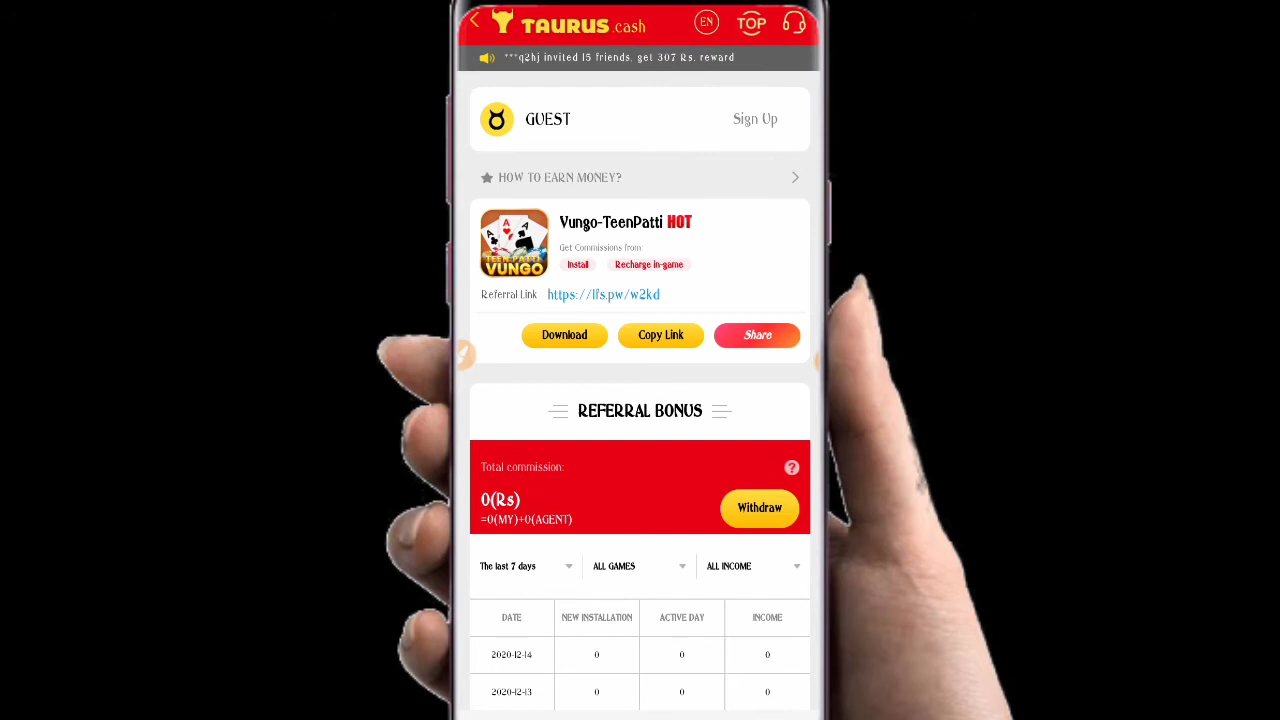 TAURUS.cash EN TOP
***q2hj invited 15 friends, get 307 Rs. reward
GUEST Sign Up
HOW TO EARN MONEY?
Vungo-TeenPatti HOT
Get Commissions from:
Install Recharge in-game
TEEN PATTI
VUNGO
Referral Link https://lfs.pw/w2kd
Download Copy Link Share
REFERRAL BONUS
Total commission: ?
0(Rs)
=0(MY)+0(AGENT)
Withdraw
The last 7 days ALL GAMES ALL INCOME
DATE NEW INSTALLATION ACTIVE DAY INCOME
2020-12-14 0 0 0
2020-12-13 0 0 0